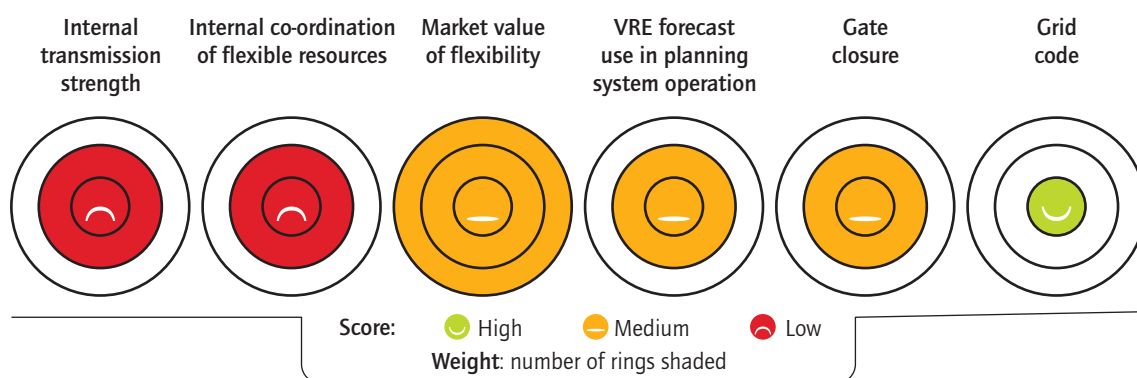 Internal
transmission
strength
Internal co-ordination
of flexible resources
Market value
of flexibility
VRE forecast
use in planning
system operation
Gate
closure
Grid
code
Score: High Medium Low
Weight: number of rings shaded